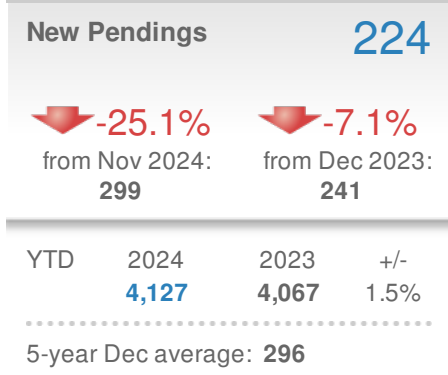 New Pendings 224
-25.1% -7.1%
from Nov 2024: from Dec 2023:
299 241
YTD 2024 2023 +/-
4,127 4,067 1.5%
5-year Dec average: 296